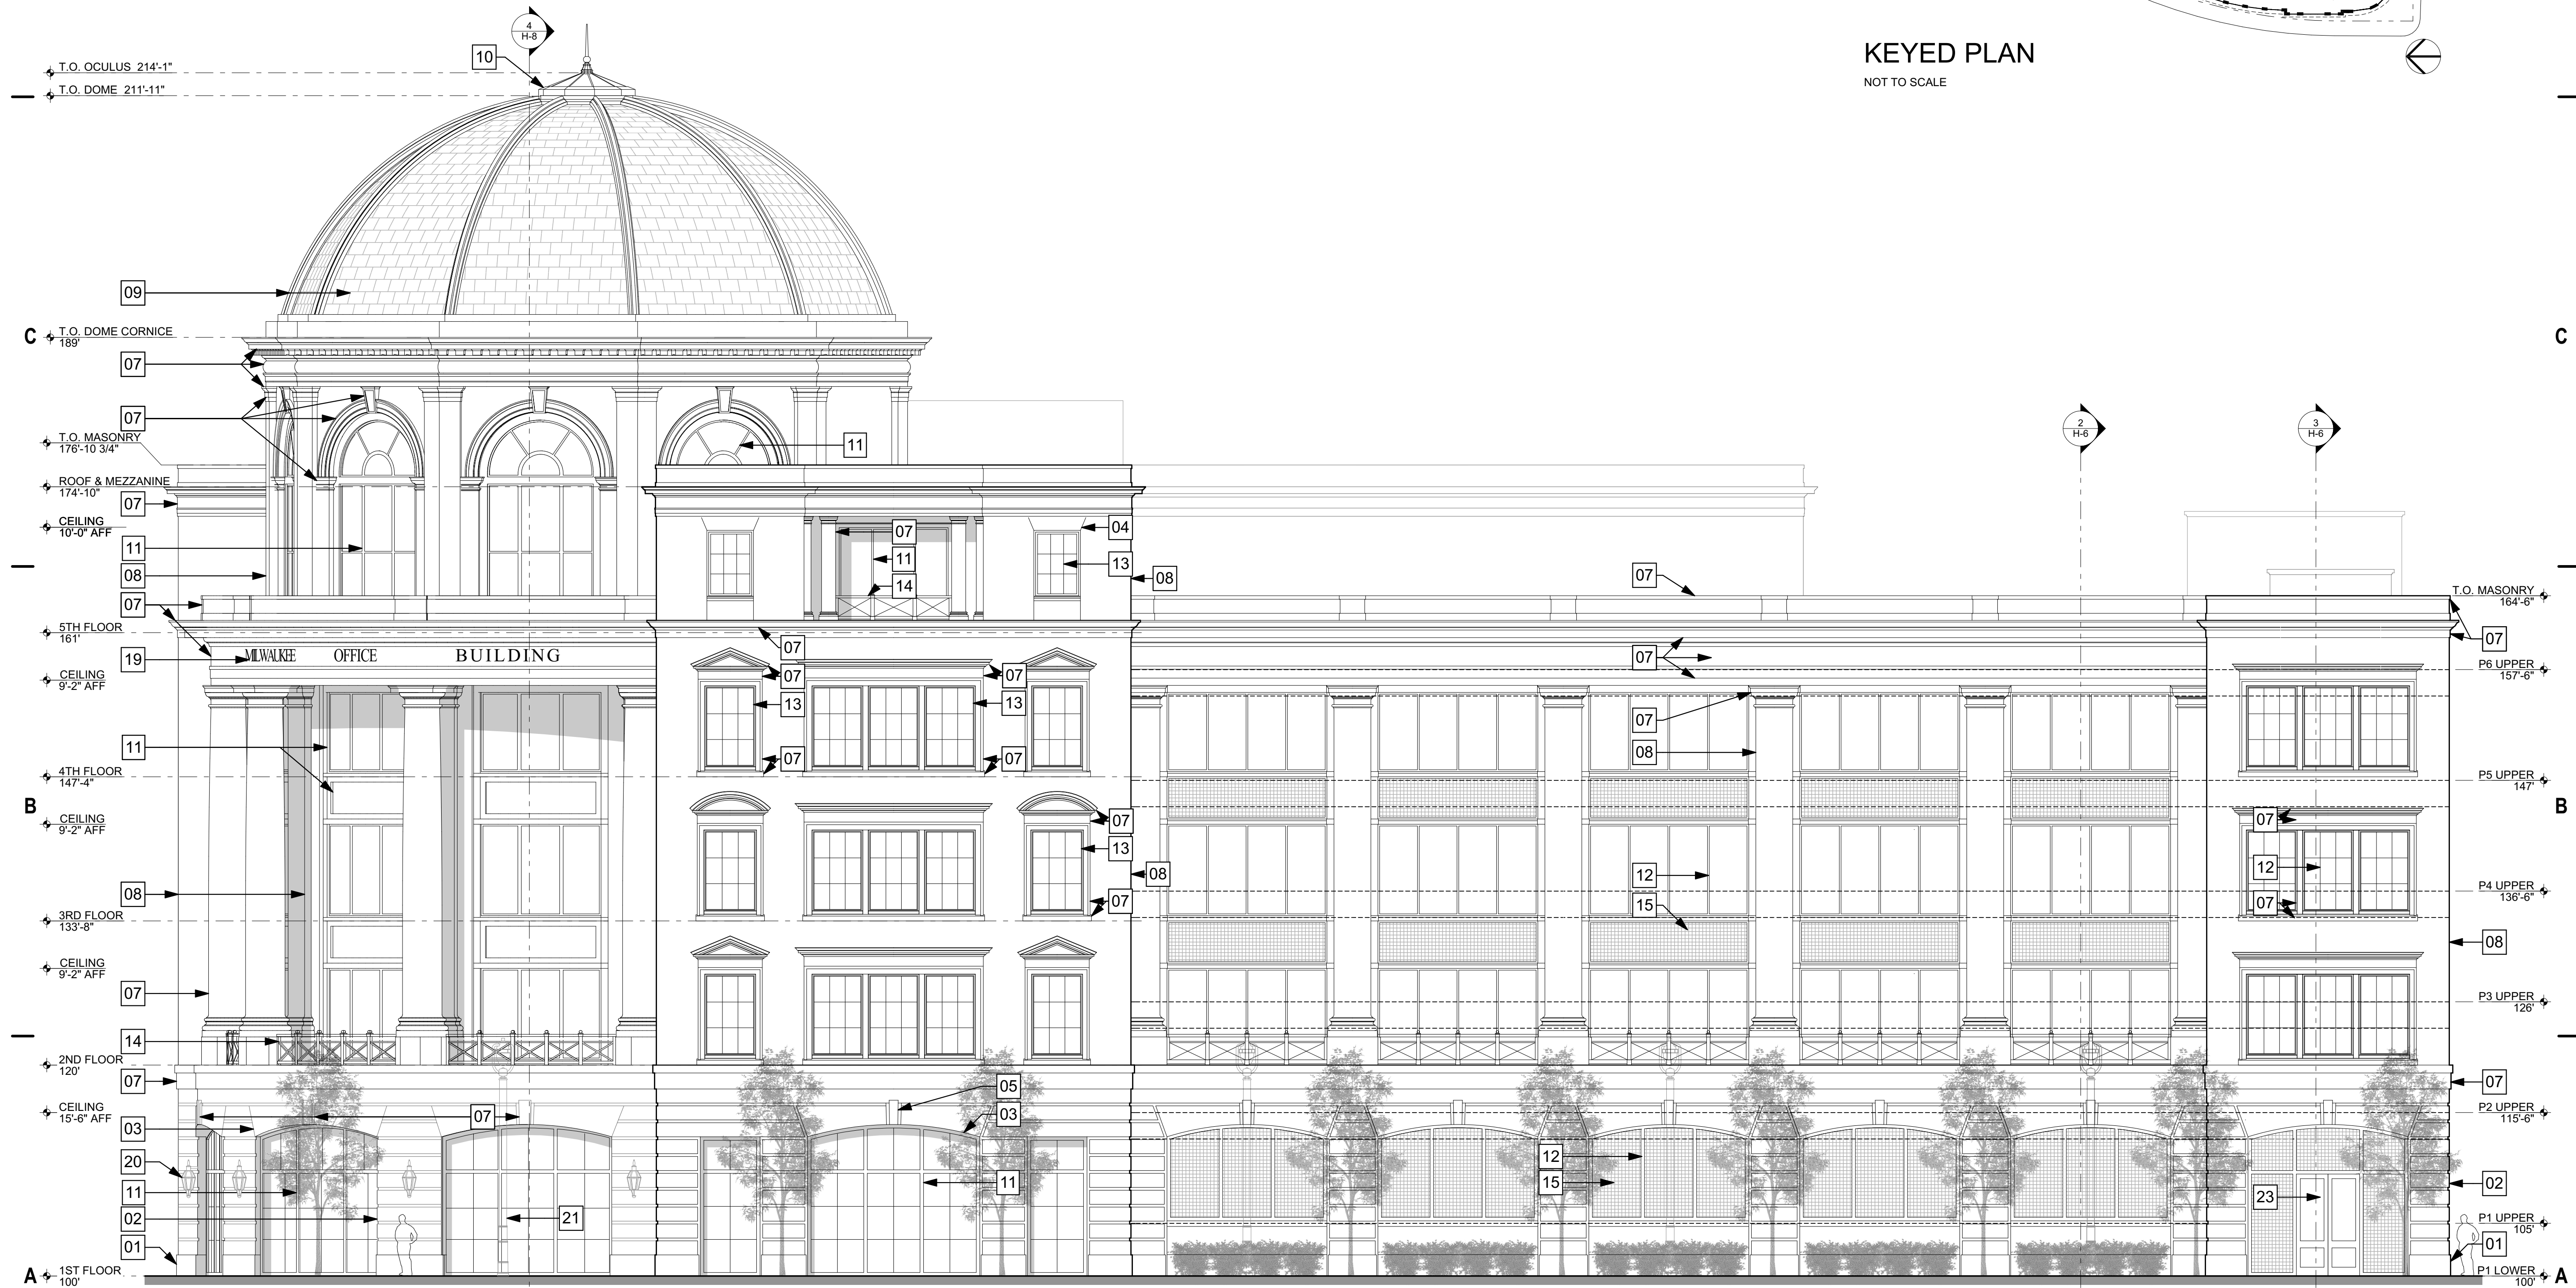 KEYED PLAN
NOT TO SCALE
4
H-8
10
T.O. OCULUS 214'-1"
T.O. DOME 211'-11"
09
C
T.O. DOME CORNICE
189'
C
07
07
T.O. MASONRY
176'-10 3/4"
11
2
H-6
3
H-6
ROOF & MEZZANINE
174'-10"
07
CEILING
10'-0" AFF
11
08
07
07
11
14
04
13
08
07
T.O. MASONRY
164'-6"
5TH FLOOR
161'
19
MILWAUKEE OFFICE BUILDING
07
07
07
CEILING
9'-2" AFF
07
07
P6 UPPER
157'-6"
13
13
07
08
11
07
07
4TH FLOOR
147'-4"
P5 UPPER
147'
B
B
CEILING
9'-2" AFF
07
07
13
08
12
12
08
07
15
07
P4 UPPER
136'-6"
3RD FLOOR
133'-8"
08
CEILING
9'-2" AFF
07
P3 UPPER
126'
14
2ND FLOOR
120'
07
05
07
CEILING
15'-6" AFF
07
03
P2 UPPER
115'-6"
03
20
12
11
11
15
02
02
21
23
P1 UPPER
105'
01
01
A
1ST FLOOR
100'
P1 LOWER
100'
A